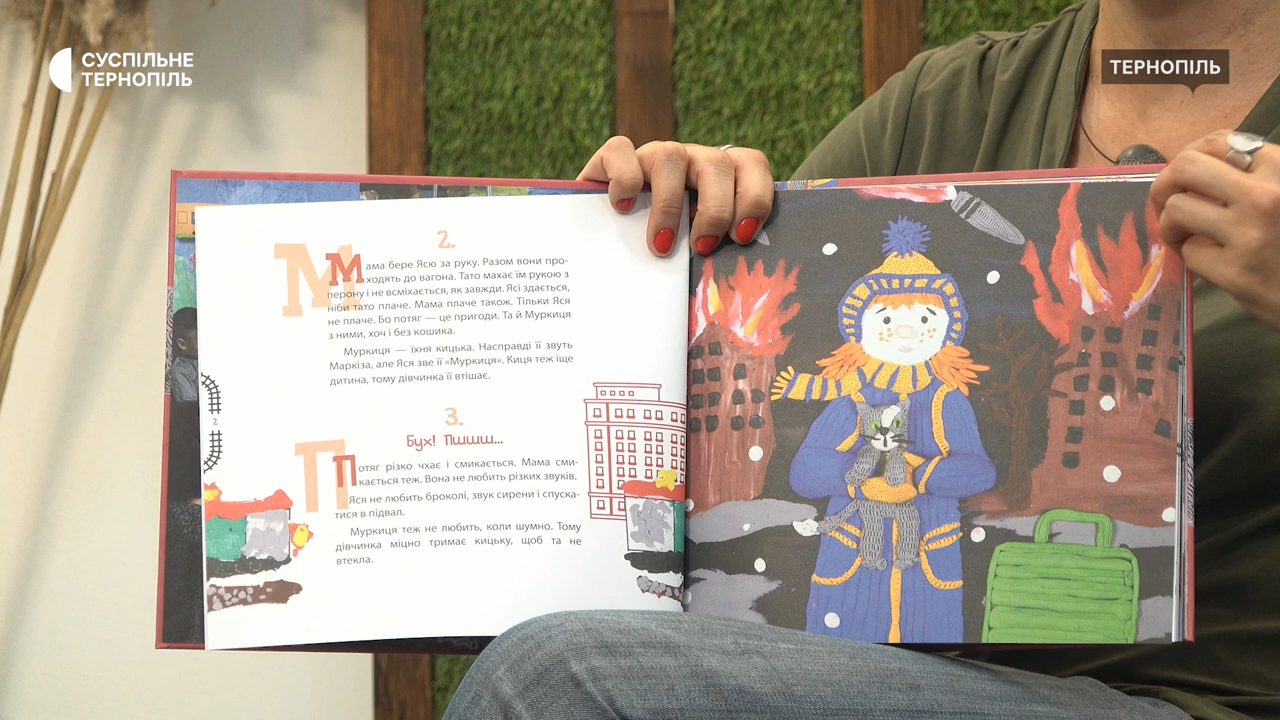 СУСПІЛЬНЕ
ТЕРНОПІЛЬ
ТЕРНОПІЛЬ
2.
Мама бере Ясю за руку. Разом вони про-
ходять до вагона. Тато махає їм рукою з
перону і не всміхається, як завжди. Ясі здається,
ніби тато плаче. Мама плаче також. Тільки Яся
не плаче. Бо потяг — це пригоди. Та й Муркиця
з ними, хоч і без кошика.
Муркиця — їхня кицька. Насправді її звуть
Маркіза, але Яся зве її «Муркиця». Киця теж іще
дитина, тому дівчинка її втішає.
2
3.
Бух! Пшшш...
Потяг різко чхає і смикається. Мама сми-
кається теж. Вона не любить різких звуків.
Яся не любить броколі, звук сирени і спуска-
тися в підвал.
Муркиця теж не любить, коли шумно. Тому
дівчинка міцно тримає кицьку, щоб та не
втекла.